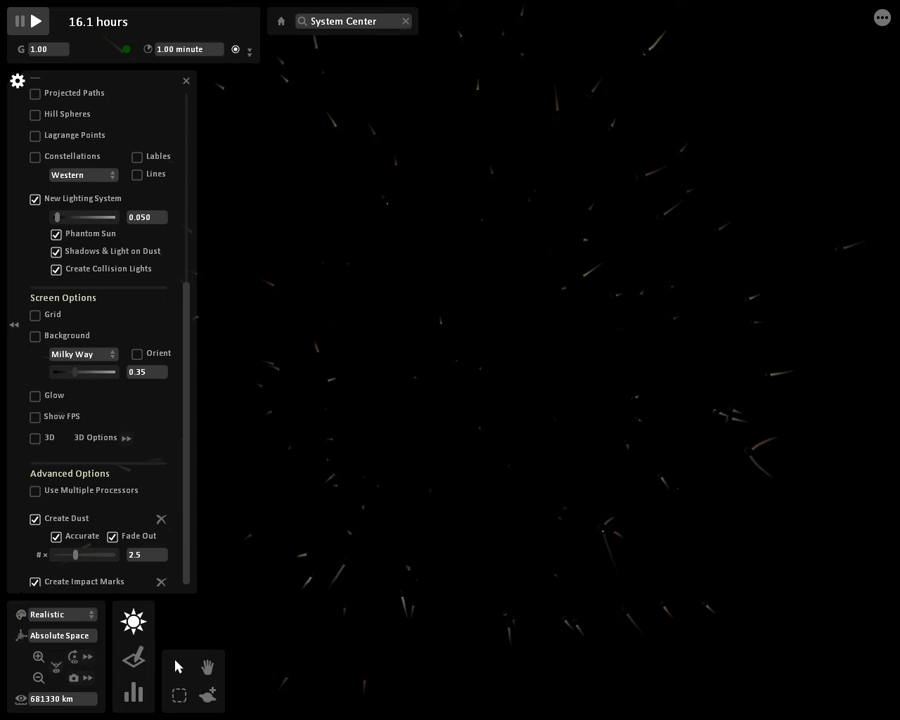 16.1 hours
System Center
G 1.00
1.00 minute
Projected Paths
Hill Spheres
Lagrange Points
Constellations Lables
Western Lines
New Lighting System
0.050
Phantom Sun
Shadows & Light on Dust
Create Collision Lights
Screen Options
Grid
Background
Milky Way Orient
0.35
Glow
Show FPS
3D 3D Options
Advanced Options
Use Multiple Processors
Create Dust
Accurate Fade Out
# × 2.5
Create Impact Marks
Realistic
Absolute Space
681330 km